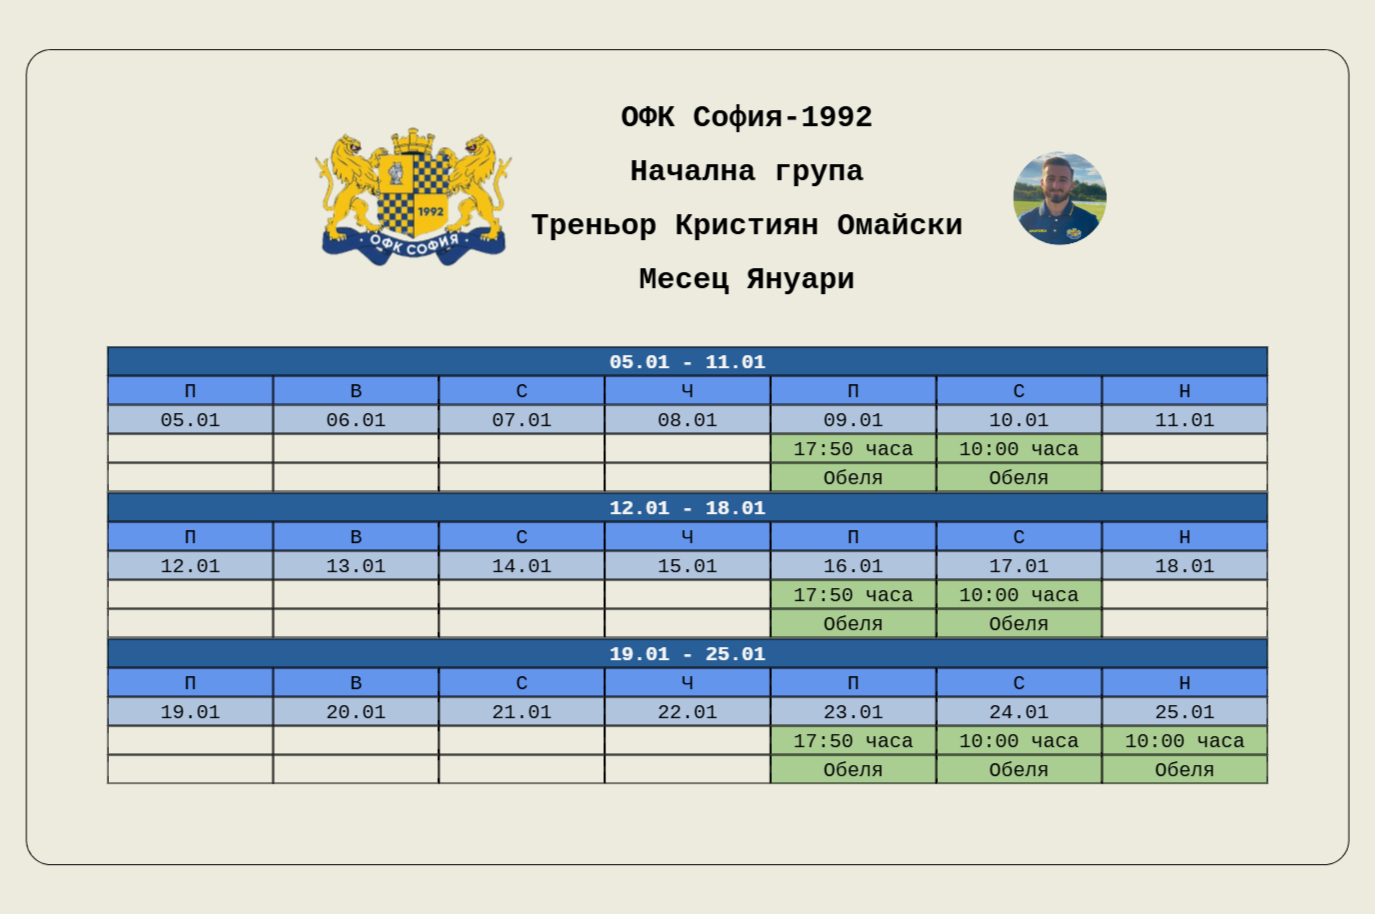 ОФК София-1992
Начална група
Треньор Кристиян Омайски
Месец Януари
1992
· ОФК СОФИЯ ·
05.01 - 11.01
П В С Ч П С Н
05.01 06.01 07.01 08.01 09.01 10.01 11.01
17:50 часа 10:00 часа
Обеля Обеля
12.01 - 18.01
П В С Ч П С Н
12.01 13.01 14.01 15.01 16.01 17.01 18.01
17:50 часа 10:00 часа
Обеля Обеля
19.01 - 25.01
П В С Ч П С Н
19.01 20.01 21.01 22.01 23.01 24.01 25.01
17:50 часа 10:00 часа 10:00 часа
Обеля Обеля Обеля